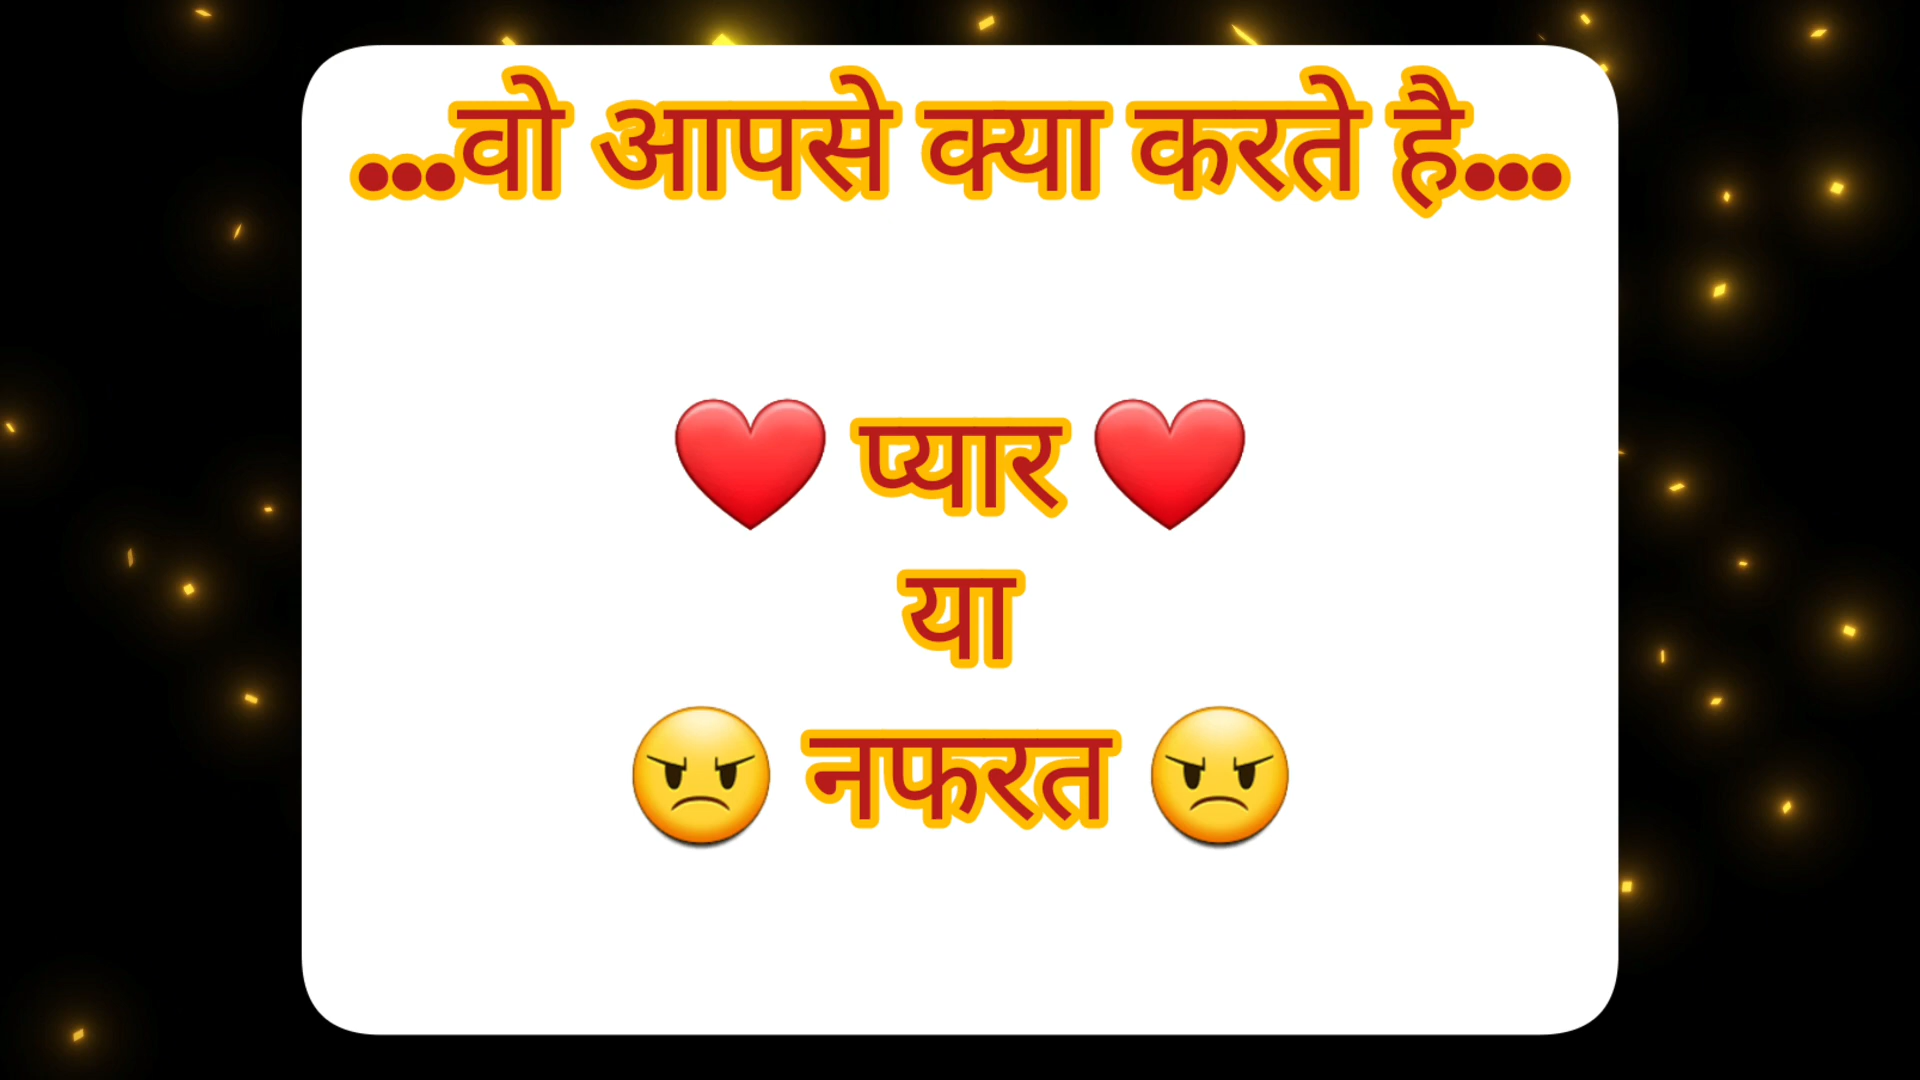 ...वो आपसे क्या करते है...
❤️ प्यार ❤️
या
😠 नफरत 😠